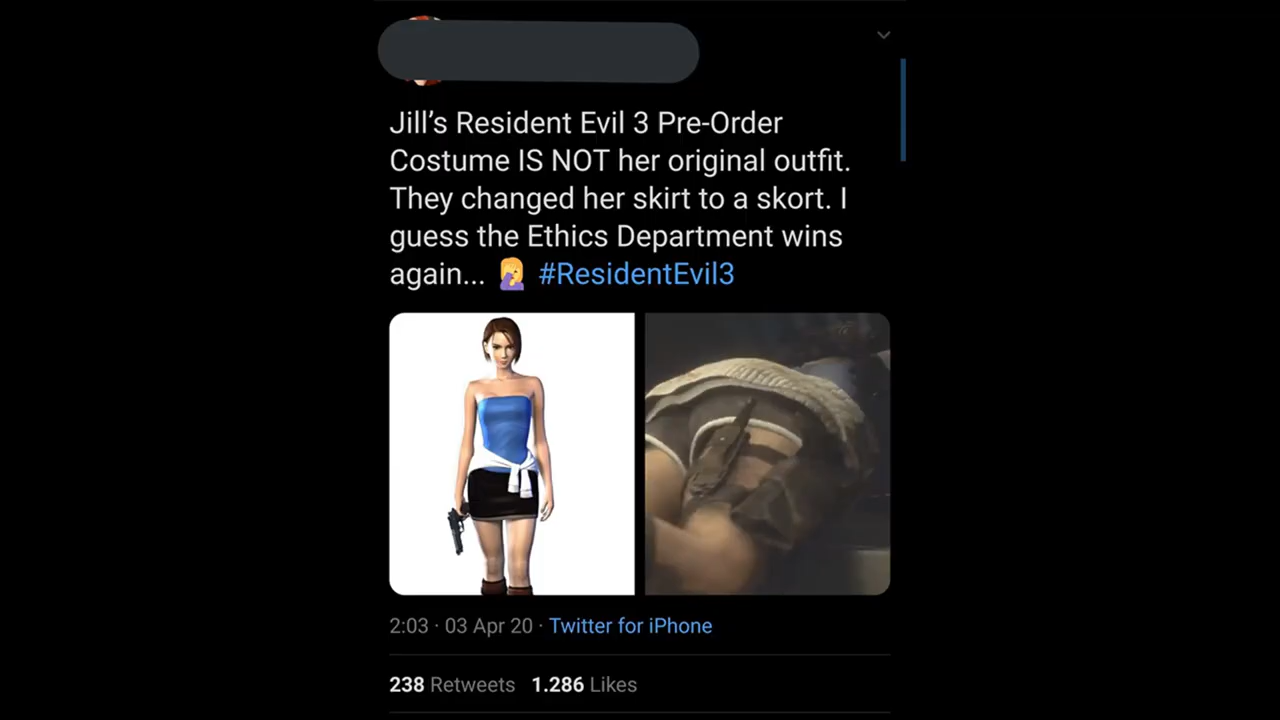 Jill’s Resident Evil 3 Pre-Order
Costume IS NOT her original outfit.
They changed her skirt to a skort. I
guess the Ethics Department wins
again... 🤦‍♀️ #ResidentEvil3
2:03 · 03 Apr 20 · Twitter for iPhone
238 Retweets 1.286 Likes